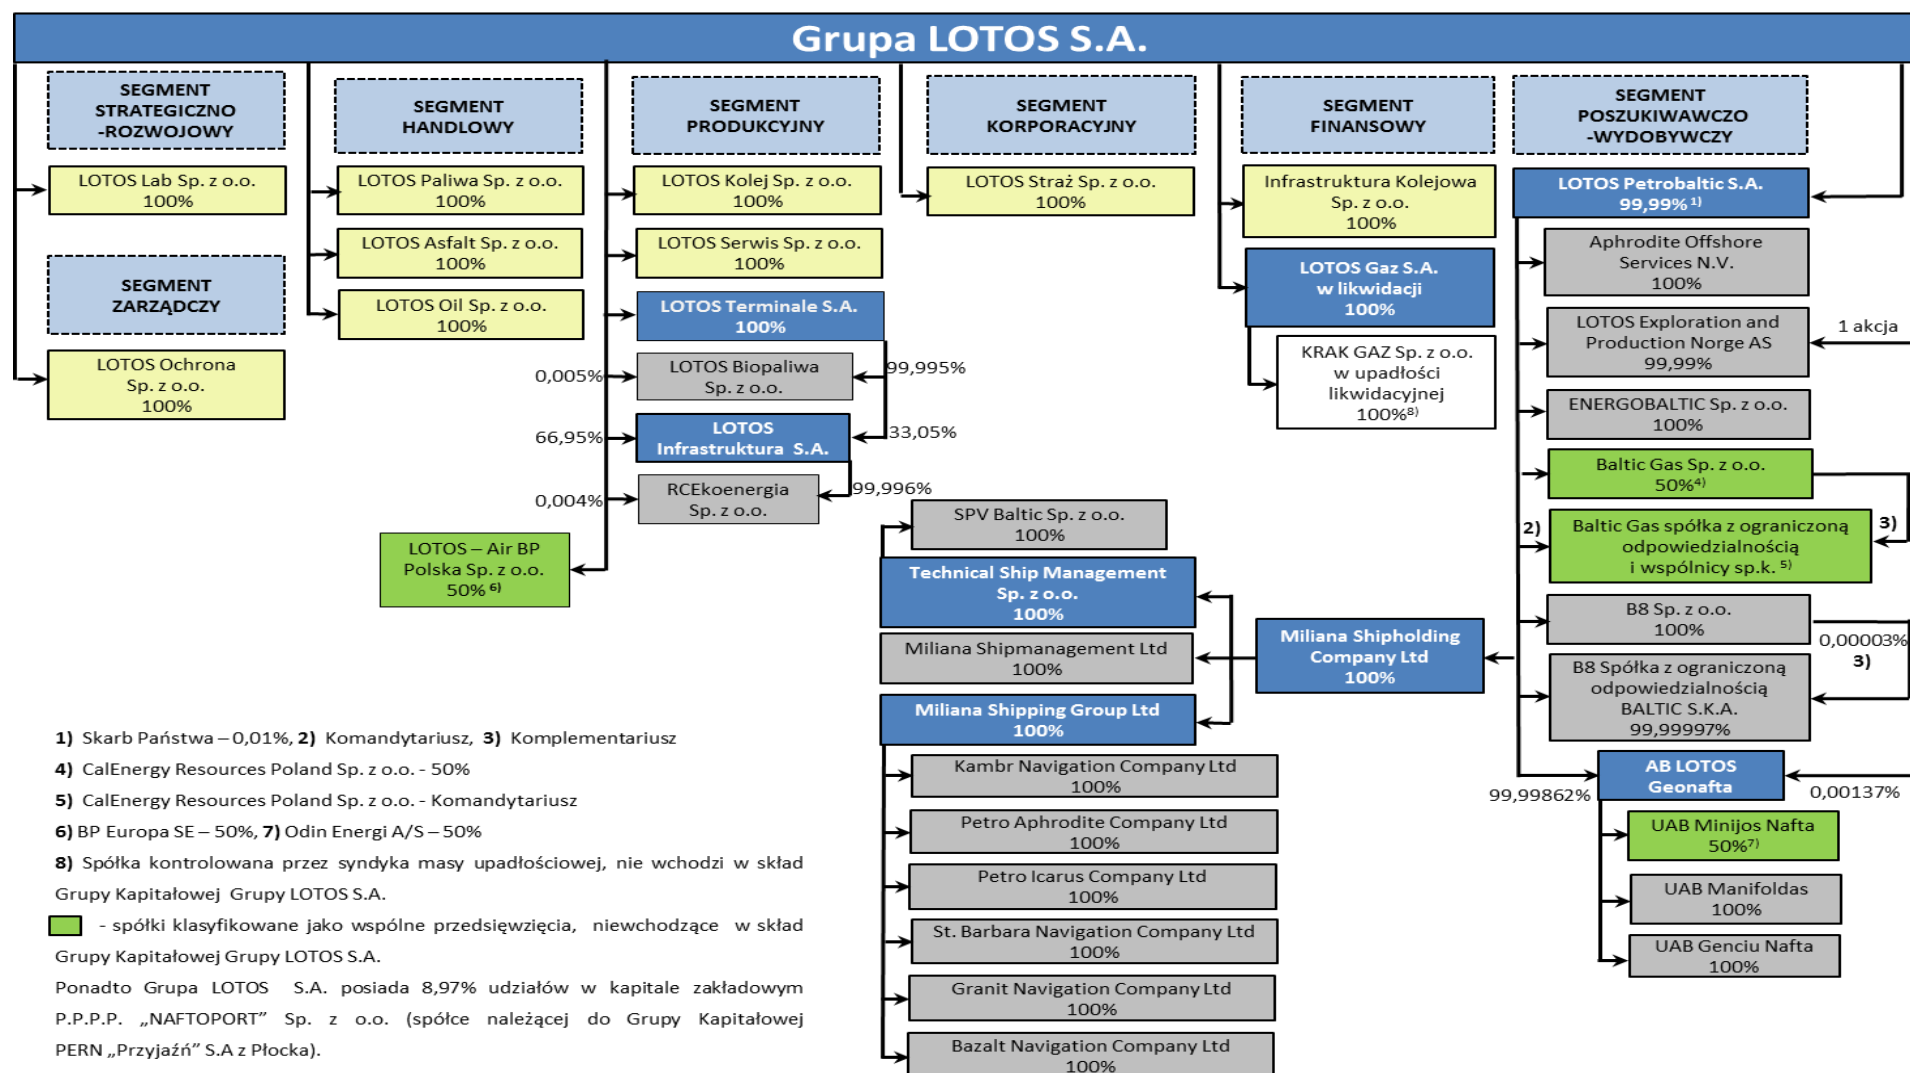 Grupa LOTOS S.A.
SEGMENT
STRATEGICZNO
-ROZWOJOWY
LOTOS Lab Sp. z o.o.
100%
SEGMENT
ZARZĄDCZY
LOTOS Ochrona
Sp. z o.o.
100%
SEGMENT
HANDLOWY
LOTOS Paliwa Sp. z o.o.
100%
LOTOS Asfalt Sp. z o.o.
100%
LOTOS Oil Sp. z o.o.
100%
SEGMENT
PRODUKCYJNY
LOTOS Kolej Sp. z o.o.
100%
LOTOS Serwis Sp. z o.o.
100%
LOTOS Terminale S.A.
100%
0,005%
LOTOS Biopaliwa
Sp. z o.o.
99,995%
66,95%
LOTOS
Infrastruktura S.A.
33,05%
0,004%
RCEkoenergia
Sp. z o.o.
99,996%
LOTOS – Air BP
Polska Sp. z o.o.
50% 6)
SEGMENT
KORPORACYJNY
LOTOS Straż Sp. z o.o.
100%
SEGMENT
FINANSOWY
Infrastruktura Kolejowa
Sp. z o.o.
100%
LOTOS Gaz S.A.
w likwidacji
100%
KRAK GAZ Sp. z o.o.
w upadłości
likwidacyjnej
100%8)
SEGMENT
POSZUKIWAWCZO
-WYDOBYWCZY
LOTOS Petrobaltic S.A.
99,99% 1)
Aphrodite Offshore
Services N.V.
100%
LOTOS Exploration and
Production Norge AS
99,99%
1 akcja
ENERGOBALTIC Sp. z o.o.
100%
Baltic Gas Sp. z o.o.
50%4)
2)
Baltic Gas spółka z ograniczoną
odpowiedzialnością
i wspólnicy sp.k. 5)
3)
B8 Sp. z o.o.
100%
0,00003%
3)
B8 Spółka z ograniczoną
odpowiedzialnością
BALTIC S.K.A.
99,99997%
AB LOTOS
Geonafta
99,99862%
0,00137%
UAB Minijos Nafta
50%7)
UAB Manifoldas
100%
UAB Genciu Nafta
100%
Miliana Shipholding
Company Ltd
100%
SPV Baltic Sp. z o.o.
100%
Technical Ship Management
Sp. z o.o.
100%
Miliana Shipmanagement Ltd
100%
Miliana Shipping Group Ltd
100%
Kambr Navigation Company Ltd
100%
Petro Aphrodite Company Ltd
100%
Petro Icarus Company Ltd
100%
St. Barbara Navigation Company Ltd
100%
Granit Navigation Company Ltd
100%
Bazalt Navigation Company Ltd
100%
1) Skarb Państwa – 0,01%, 2) Komandytariusz, 3) Komplementariusz
4) CalEnergy Resources Poland Sp. z o.o. - 50%
5) CalEnergy Resources Poland Sp. z o.o. - Komandytariusz
6) BP Europa SE – 50%, 7) Odin Energi A/S – 50%
8) Spółka kontrolowana przez syndyka masy upadłościowej, nie wchodzi w skład
Grupy Kapitałowej Grupy LOTOS S.A.
- spółki klasyfikowane jako wspólne przedsięwzięcia, niewchodzące w skład
Grupy Kapitałowej Grupy LOTOS S.A.
Ponadto Grupa LOTOS S.A. posiada 8,97% udziałów w kapitale zakładowym
P.P.P.P. „NAFTOPORT” Sp. z o.o. (spółce należącej do Grupy Kapitałowej
PERN „Przyjaźń” S.A z Płocka).